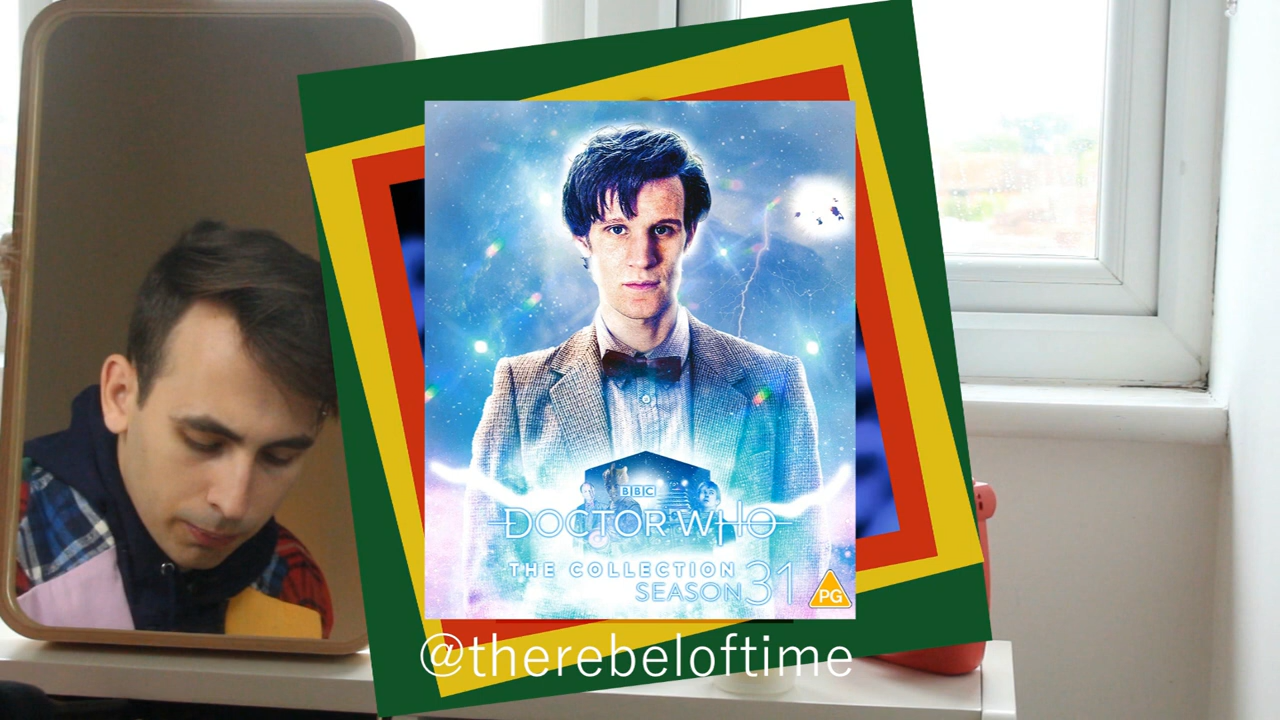 BBC
DOCTOR WHO
THE COLLECTION
SEASON 31
PG
@therebeloftime